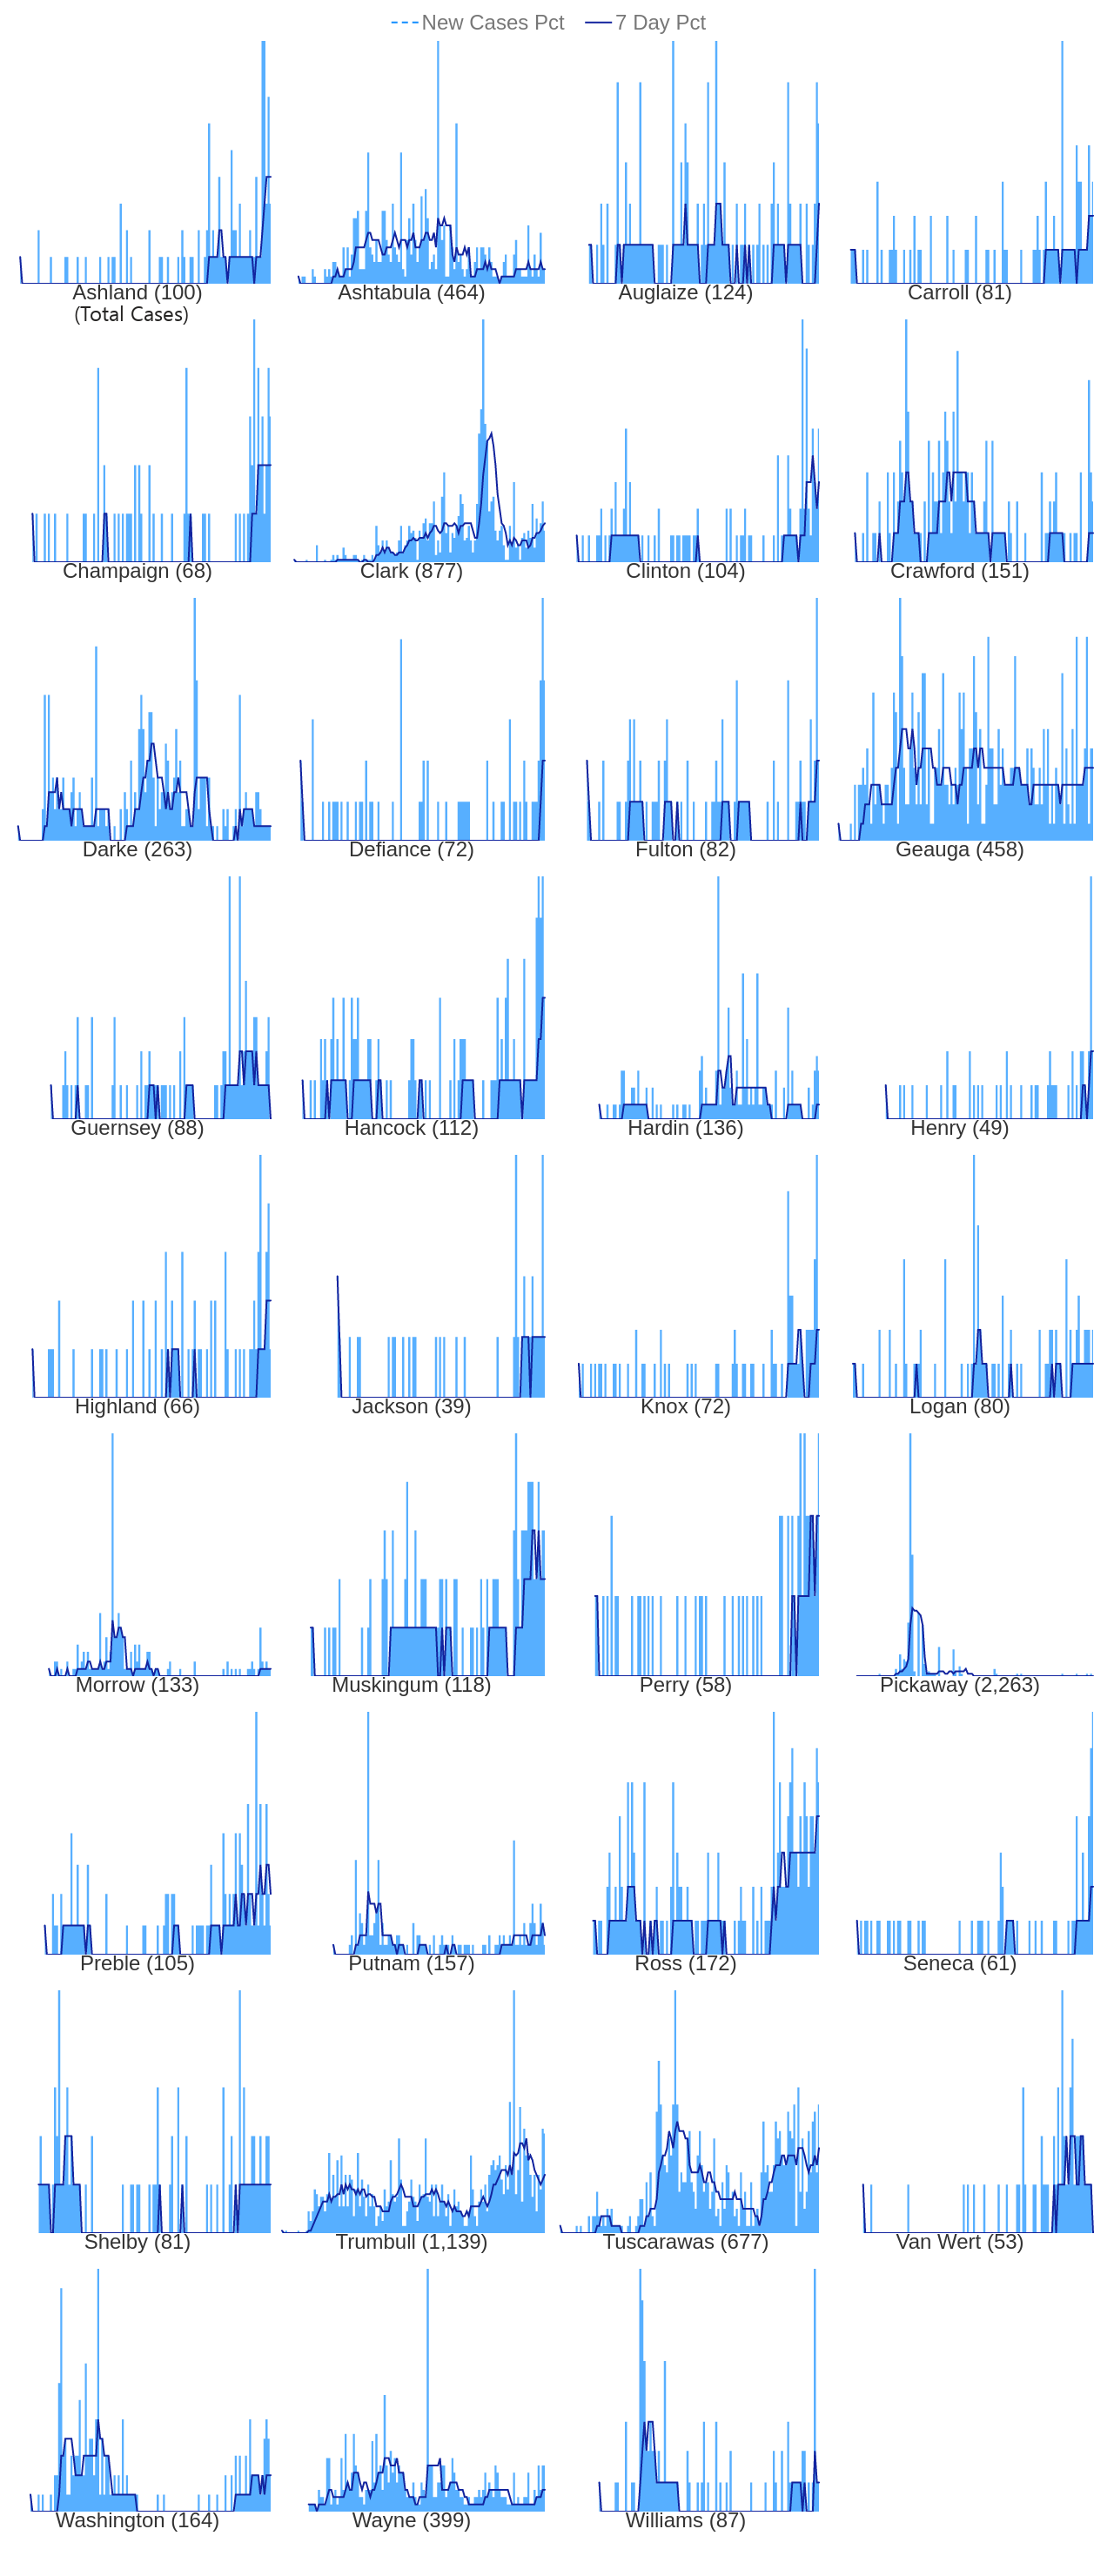 New Cases Pct 7 Day Pct
Ashland (100) Ashtabula (464) Auglaize (124) Carroll (81)
(Total Cases)
Champaign (68) Clark (877) Clinton (104) Crawford (151)
Darke (263) Defiance (72) Fulton (82) Geauga (458)
Guernsey (88) Hancock (112) Hardin (136) Henry (49)
Highland (66) Jackson (39) Knox (72) Logan (80)
Morrow (133) Muskingum (118) Perry (58) Pickaway (2,263)
Preble (105) Putnam (157) Ross (172) Seneca (61)
Shelby (81) Trumbull (1,139) Tuscarawas (677) Van Wert (53)
Washington (164) Wayne (399) Williams (87)